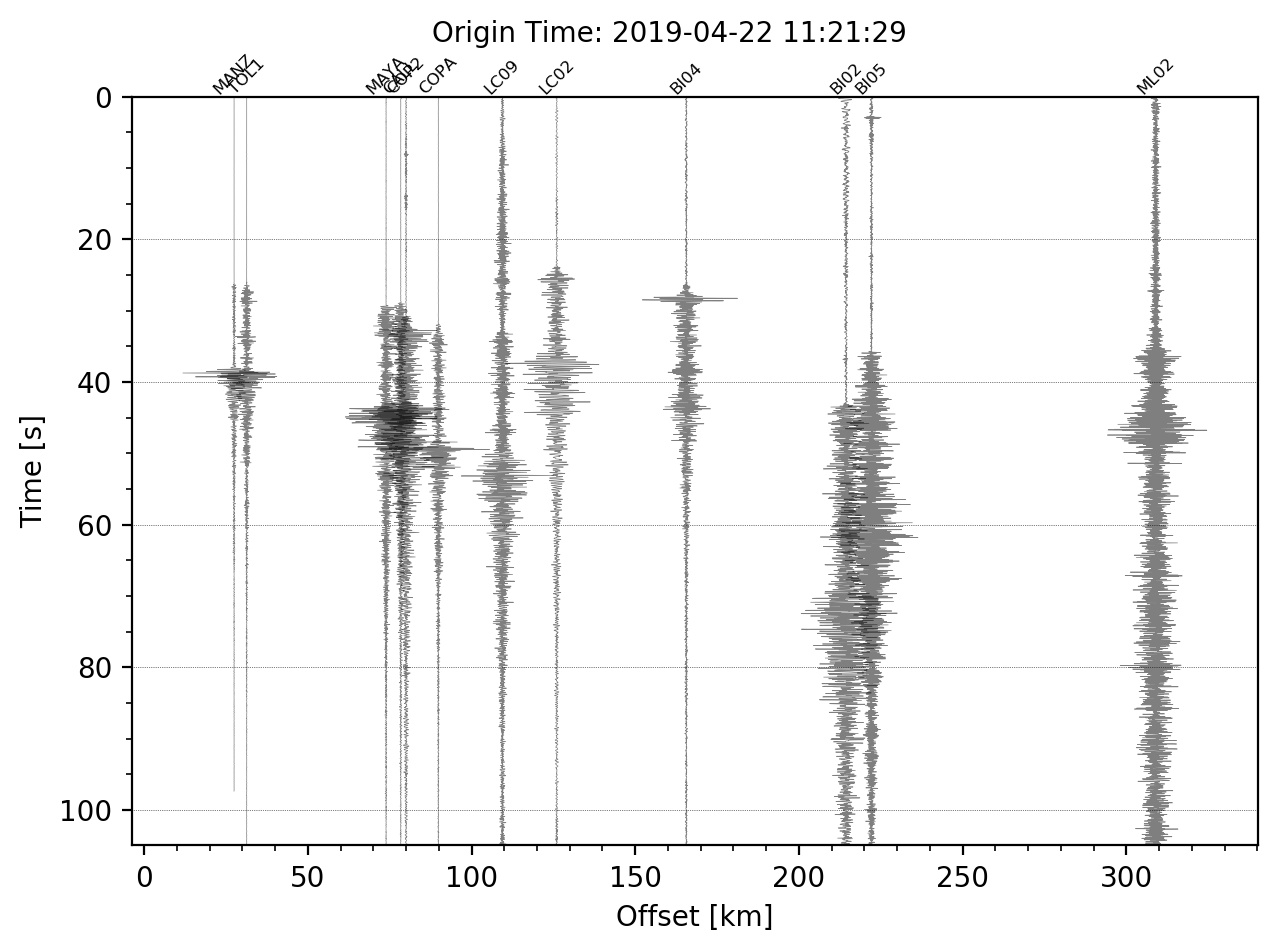 Origin Time: 2019-04-22 11:21:29
MANZ TOL1 MAYA COP2 COPA LC09 LC02 BI04 BI02 BI05 ML02
0
20
40
60
80
100
Time [s]
0 50 100 150 200 250 300
Offset [km]